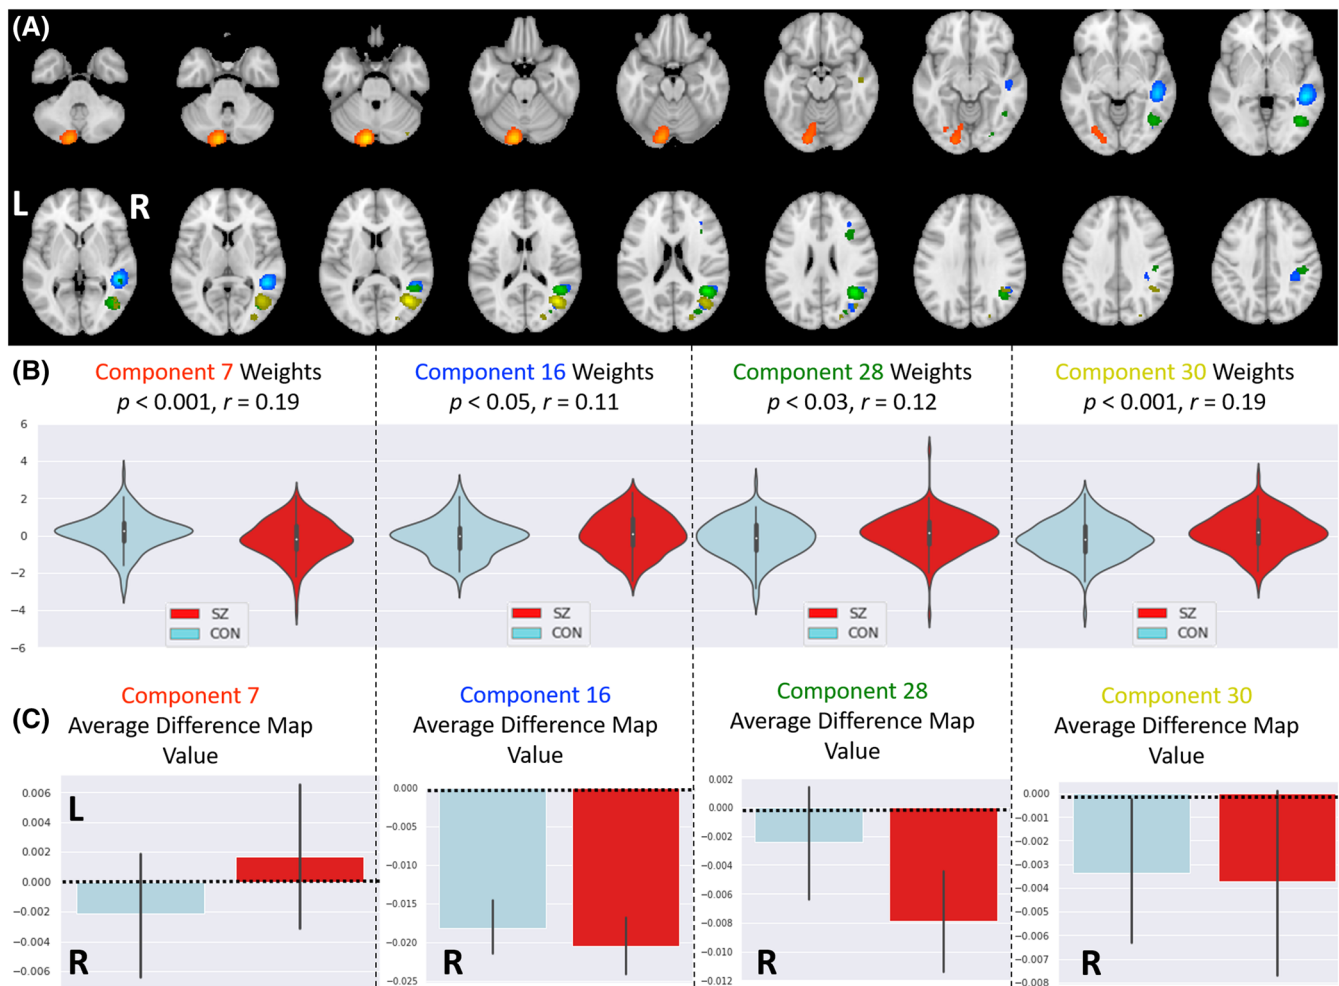 (A)
L R
(B)
Component 7 Weights
p < 0.001, r = 0.19
Component 16 Weights
p < 0.05, r = 0.11
Component 28 Weights
p < 0.03, r = 0.12
Component 30 Weights
p < 0.001, r = 0.19
6
4
2
0
−2
−4
−6
SZ
CON
SZ
CON
SZ
CON
SZ
CON
(C)
Component 7
Average Difference Map
Value
0.006
0.004
0.002
0.000
−0.002
−0.004
−0.006
L
R
Component 16
Average Difference Map
Value
0.000
−0.005
−0.010
−0.015
−0.020
−0.025
R
Component 28
Average Difference Map
Value
0.002
0.000
−0.002
−0.004
−0.006
−0.008
−0.010
−0.012
R
Component 30
Average Difference Map
Value
0.000
−0.001
−0.002
−0.003
−0.004
−0.005
−0.006
−0.007
−0.008
R